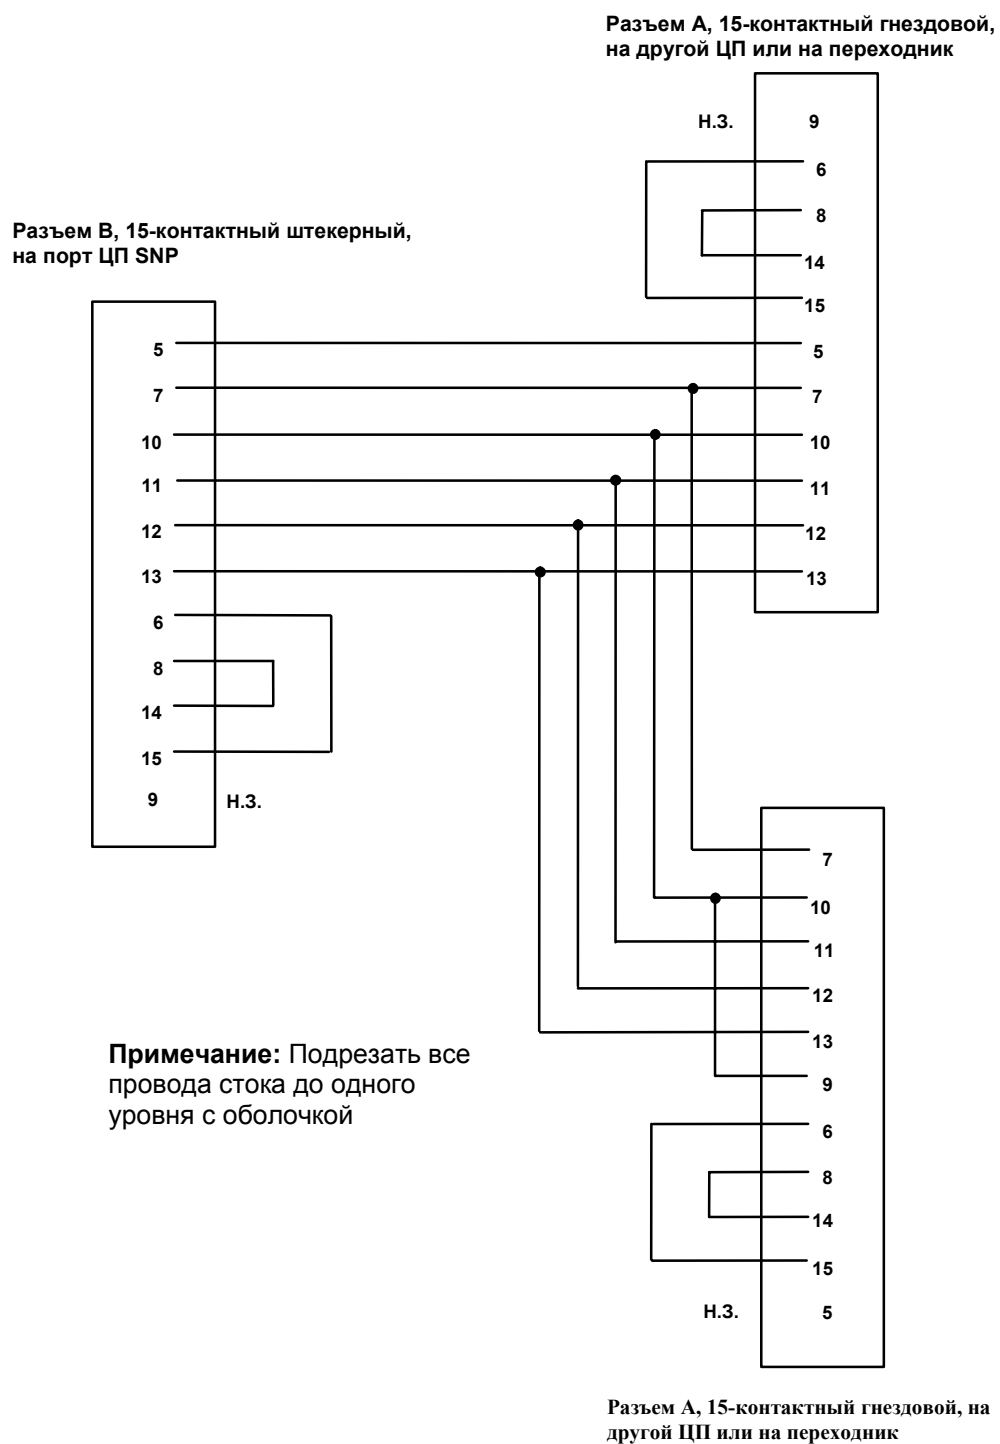 Разъем А, 15-контактный гнездовой,
на другой ЦП или на переходник
Н.З.
9
6
8
14
15
5
7
10
11
12
13
Разъем В, 15-контактный штекерный,
на порт ЦП SNP
5
7
10
11
12
13
6
8
14
15
9
Н.З.
7
10
11
12
13
9
6
8
14
15
Н.З.
5
Примечание: Подрезать все
провода стока до одного
уровня с оболочкой
Разъем А, 15-контактный гнездовой, на
другой ЦП или на переходник